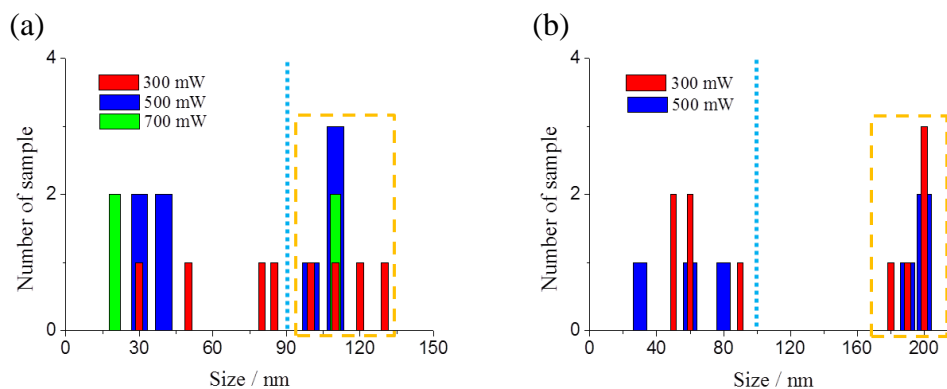 (a)
Number of sample
4
2
0
300 mW
500 mW
700 mW
0 30 60 90 120 150
Size / nm
(b)
Number of sample
4
2
0
300 mW
500 mW
0 40 80 120 160 200
Size / nm